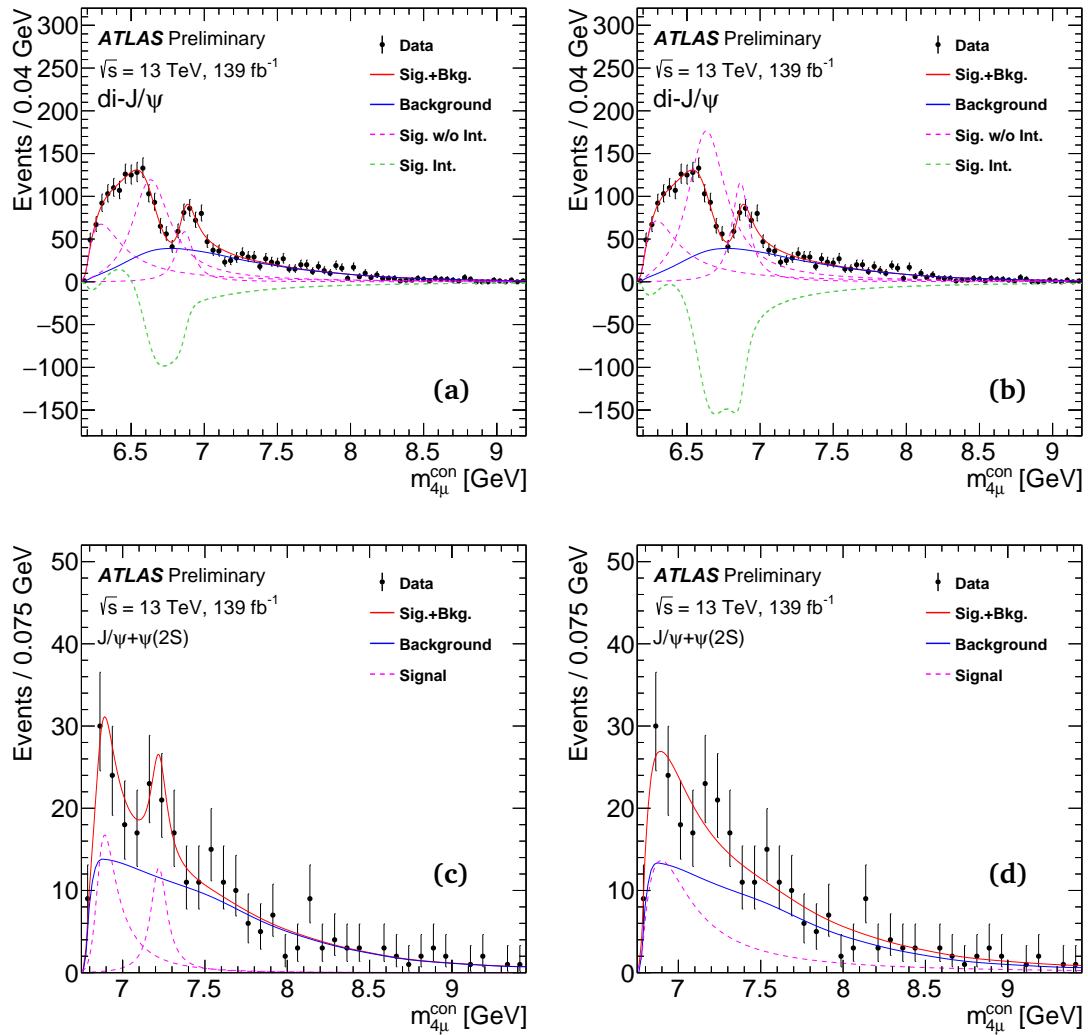 Events / 0.04 GeV
300
250
200
150
100
50
0
−50
−100
−150
ATLAS Preliminary
√s = 13 TeV, 139 fb-1
di-J/ψ
Data
Sig.+Bkg.
Background
Sig. w/o Int.
Sig. Int.
(a)
6.5 7 7.5 8 8.5 9
m4μcon [GeV]
Events / 0.04 GeV
300
250
200
150
100
50
0
−50
−100
−150
ATLAS Preliminary
√s = 13 TeV, 139 fb-1
di-J/ψ
Data
Sig.+Bkg.
Background
Sig. w/o Int.
Sig. Int.
(b)
6.5 7 7.5 8 8.5 9
m4μcon [GeV]
Events / 0.075 GeV
50
40
30
20
10
0
ATLAS Preliminary
√s = 13 TeV, 139 fb-1
J/ψ+ψ(2S)
Data
Sig.+Bkg.
Background
Signal
(c)
7 7.5 8 8.5 9
m4μcon [GeV]
Events / 0.075 GeV
50
40
30
20
10
0
ATLAS Preliminary
√s = 13 TeV, 139 fb-1
J/ψ+ψ(2S)
Data
Sig.+Bkg.
Background
Signal
(d)
7 7.5 8 8.5 9
m4μcon [GeV]